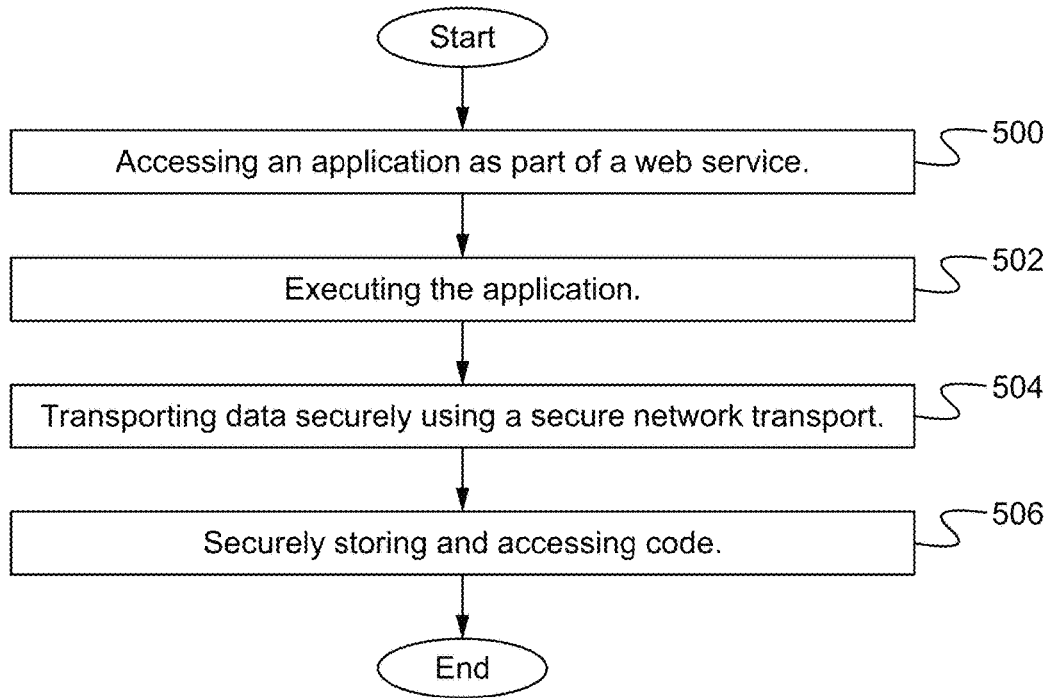 Start
500
Accessing an application as part of a web service.
502
Executing the application.
504
Transporting data securely using a secure network transport.
506
Securely storing and accessing code.
End